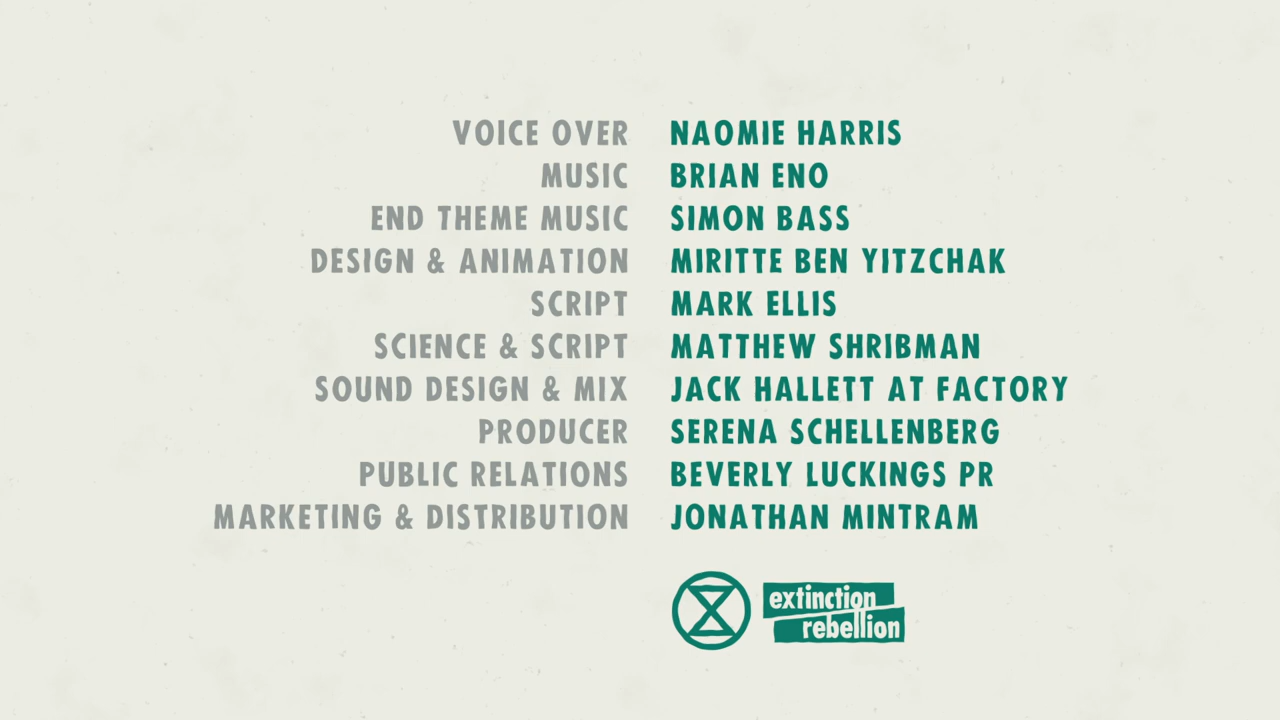 VOICE OVER NAOMIE HARRIS
MUSIC BRIAN ENO
END THEME MUSIC SIMON BASS
DESIGN & ANIMATION MIRITTE BEN YITZCHAK
SCRIPT MARK ELLIS
SCIENCE & SCRIPT MATTHEW SHRIBMAN
SOUND DESIGN & MIX JACK HALLETT AT FACTORY
PRODUCER SERENA SCHELLENBERG
PUBLIC RELATIONS BEVERLY LUCKINGS PR
MARKETING & DISTRIBUTION JONATHAN MINTRAM
extinction
rebellion